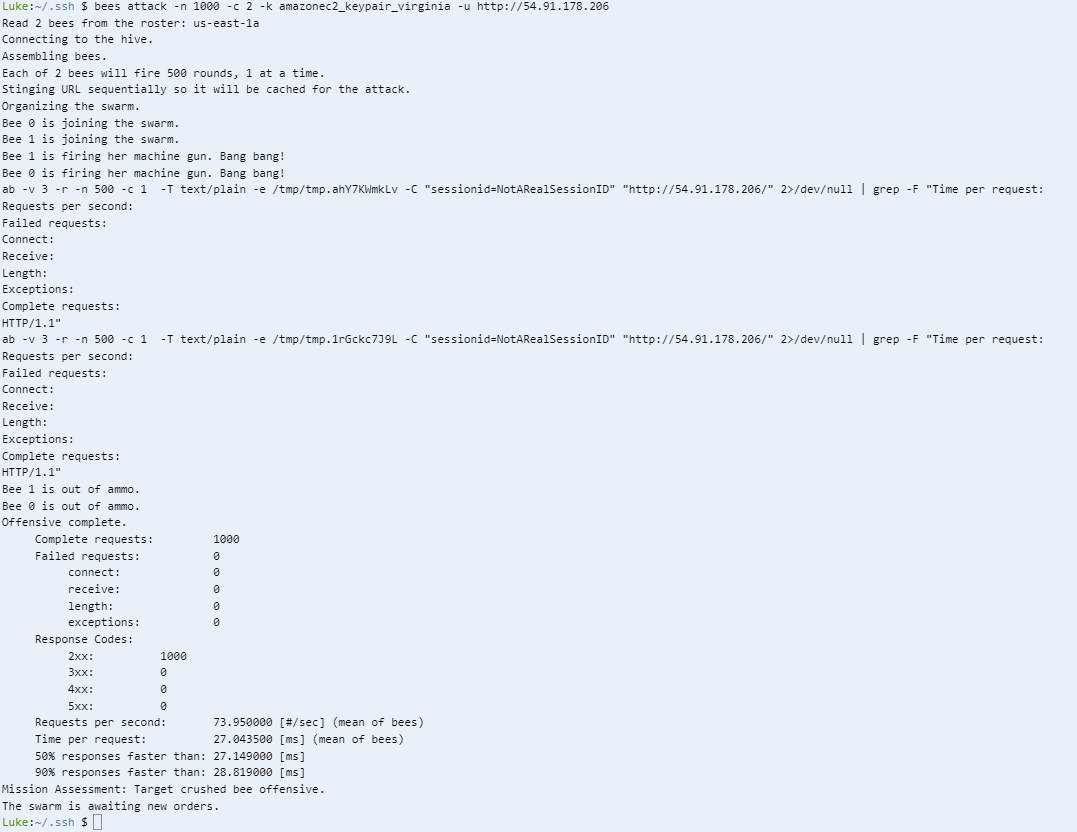 Luke:~/.ssh $ bees attack -n 1000 -c 2 -k amazonec2_keypair_virginia -u http://54.91.178.206
Read 2 bees from the roster: us-east-1a
Connecting to the hive.
Assembling bees.
Each of 2 bees will fire 500 rounds, 1 at a time.
Stinging URL sequentially so it will be cached for the attack.
Organizing the swarm.
Bee 0 is joining the swarm.
Bee 1 is joining the swarm.
Bee 1 is firing her machine gun. Bang bang!
Bee 0 is firing her machine gun. Bang bang!
ab -v 3 -r -n 500 -c 1  -T text/plain -e /tmp/tmp.ahY7KWmkLv -C "sessionid=NotARealSessionID" "http://54.91.178.206/" 2>/dev/null | grep -F "Time per request:
Requests per second:
Failed requests:
Connect:
Receive:
Length:
Exceptions:
Complete requests:
HTTP/1.1"
ab -v 3 -r -n 500 -c 1  -T text/plain -e /tmp/tmp.1rGckc7J9L -C "sessionid=NotARealSessionID" "http://54.91.178.206/" 2>/dev/null | grep -F "Time per request:
Requests per second:
Failed requests:
Connect:
Receive:
Length:
Exceptions:
Complete requests:
HTTP/1.1"
Bee 1 is out of ammo.
Bee 0 is out of ammo.
Offensive complete.
     Complete requests:         1000
     Failed requests:           0
          connect:              0
          receive:              0
          length:               0
          exceptions:           0
     Response Codes:
          2xx:          1000
          3xx:          0
          4xx:          0
          5xx:          0
     Requests per second:       73.950000 [#/sec] (mean of bees)
     Time per request:          27.043500 [ms] (mean of bees)
     50% responses faster than: 27.149000 [ms]
     90% responses faster than: 28.819000 [ms]
Mission Assessment: Target crushed bee offensive.
The swarm is awaiting new orders.
Luke:~/.ssh $